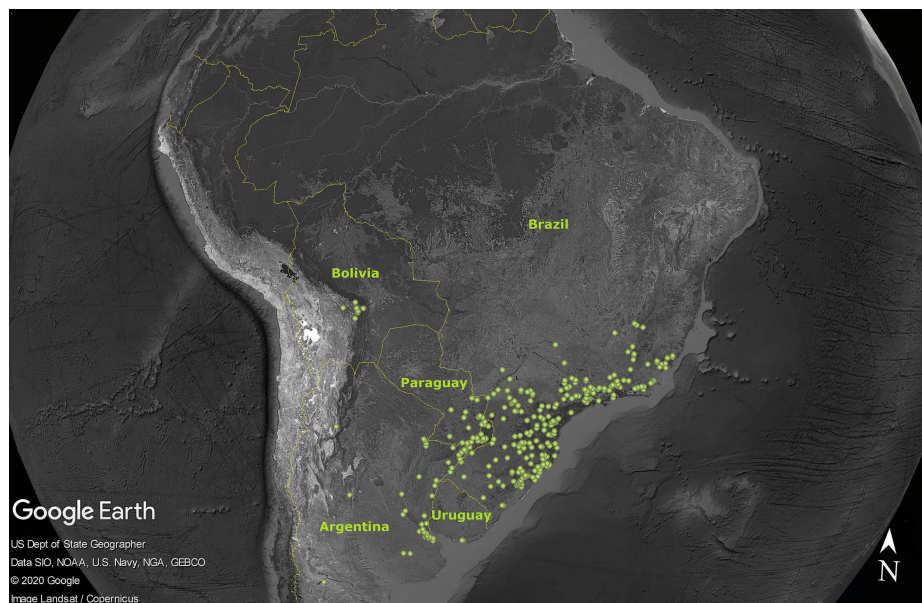 Brazil
Bolivia
Paraguay
Uruguay
Argentina
Google Earth
US Dept of State Geographer
Data SIO, NOAA, U.S. Navy, NGA, GEBCO
© 2020 Google
Image Landsat / Copernicus
N